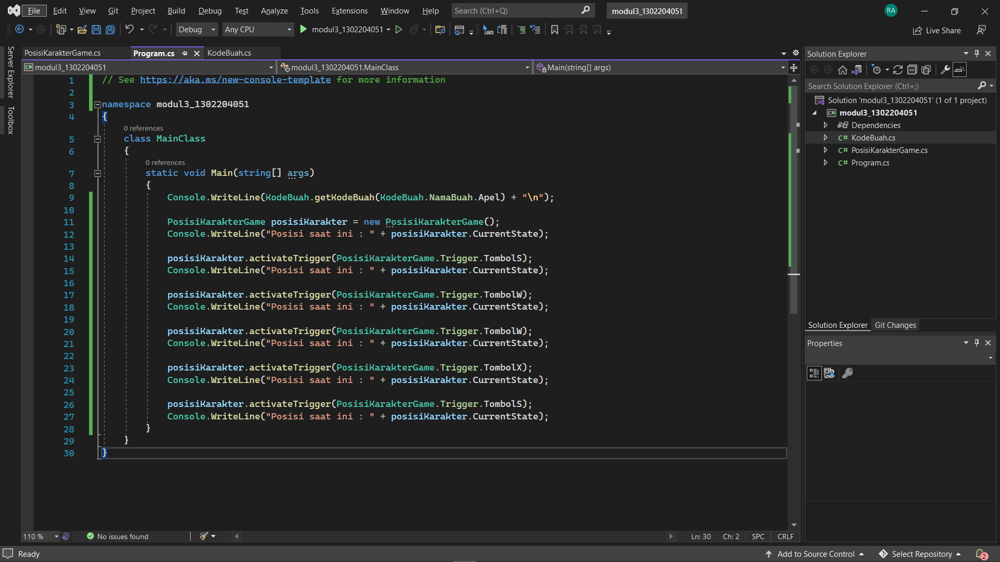 File Edit View Git Project Build Debug Test Analyze Tools Extensions Window Help Search (Ctrl+Q) modul3_1302204051 RA
Debug Any CPU modul3_1302204051 Live Share
Server Explorer
Toolbox
PosisiKarakterGame.cs Program.cs KodeBuah.cs
modul3_1302204051 modul3_1302204051.MainClass Main(string[] args)
1 // See https://aka.ms/new-console-template for more information
2
3 namespace modul3_1302204051
4 {
0 references
5 class MainClass
6 {
0 references
7 static void Main(string[] args)
8 {
9 Console.WriteLine(KodeBuah.getKodeBuah(KodeBuah.NamaBuah.Apel) + "\n");
10
11 PosisiKarakterGame posisiKarakter = new PosisiKarakterGame();
12 Console.WriteLine("Posisi saat ini : " + posisiKarakter.CurrentState);
13
14 posisiKarakter.activateTrigger(PosisiKarakterGame.Trigger.TombolS);
15 Console.WriteLine("Posisi saat ini : " + posisiKarakter.CurrentState);
16
17 posisiKarakter.activateTrigger(PosisiKarakterGame.Trigger.TombolW);
18 Console.WriteLine("Posisi saat ini : " + posisiKarakter.CurrentState);
19
20 posisiKarakter.activateTrigger(PosisiKarakterGame.Trigger.TombolW);
21 Console.WriteLine("Posisi saat ini : " + posisiKarakter.CurrentState);
22
23 posisiKarakter.activateTrigger(PosisiKarakterGame.Trigger.TombolX);
24 Console.WriteLine("Posisi saat ini : " + posisiKarakter.CurrentState);
25
26 posisiKarakter.activateTrigger(PosisiKarakterGame.Trigger.TombolS);
27 Console.WriteLine("Posisi saat ini : " + posisiKarakter.CurrentState);
28 }
29 }
30 }
110 % No issues found Ln: 30 Ch: 2 SPC CRLF
Solution Explorer
Search Solution Explorer (Ctrl+;)
Solution 'modul3_1302204051' (1 of 1 project)
C# modul3_1302204051
Dependencies
C# KodeBuah.cs
C# PosisiKarakterGame.cs
C# Program.cs
Solution Explorer Git Changes
Properties
Ready Add to Source Control Select Repository 2